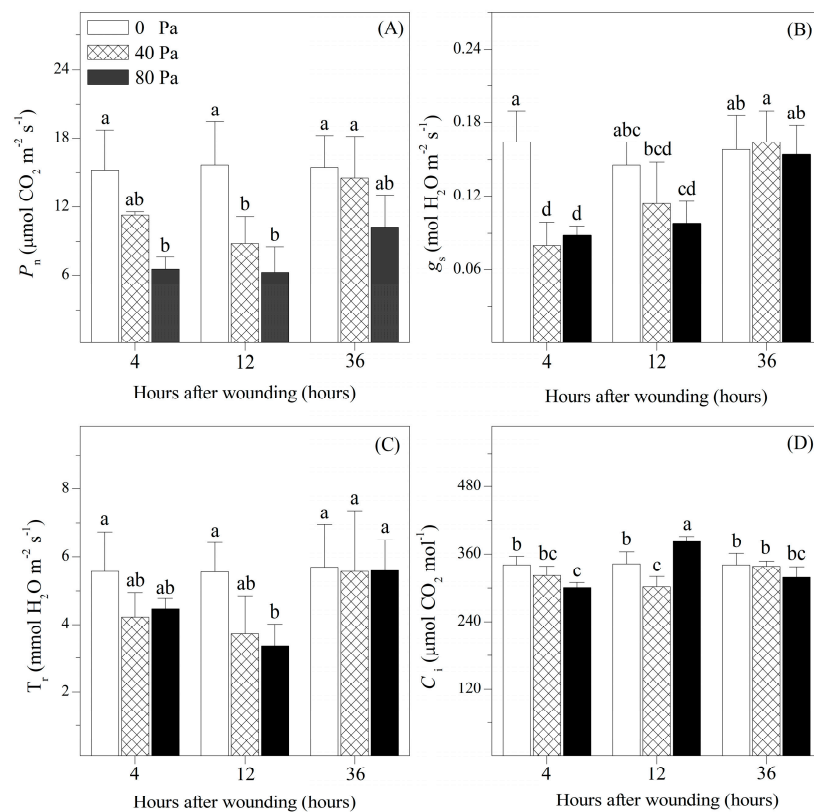 (A)
0 Pa
40 Pa
80 Pa
24
18
12
6
P_n (μmol CO₂ m⁻² s⁻¹)
a
ab
b
a
b
b
a
a
ab
4
12
36
Hours after wounding (hours)
(B)
0.24
0.18
0.12
0.06
g_s (mol H₂O m⁻² s⁻¹)
a
d
d
abc
bcd
cd
ab
a
ab
4
12
36
Hours after wounding (hours)
(C)
8
6
4
2
T_r (mmol H₂O m⁻² s⁻¹)
a
ab
ab
a
ab
b
a
a
a
4
12
36
Hours after wounding (hours)
(D)
480
360
240
120
C_i (μmol CO₂ mol⁻¹)
b
bc
c
b
c
a
b
b
bc
4
12
36
Hours after wounding (hours)